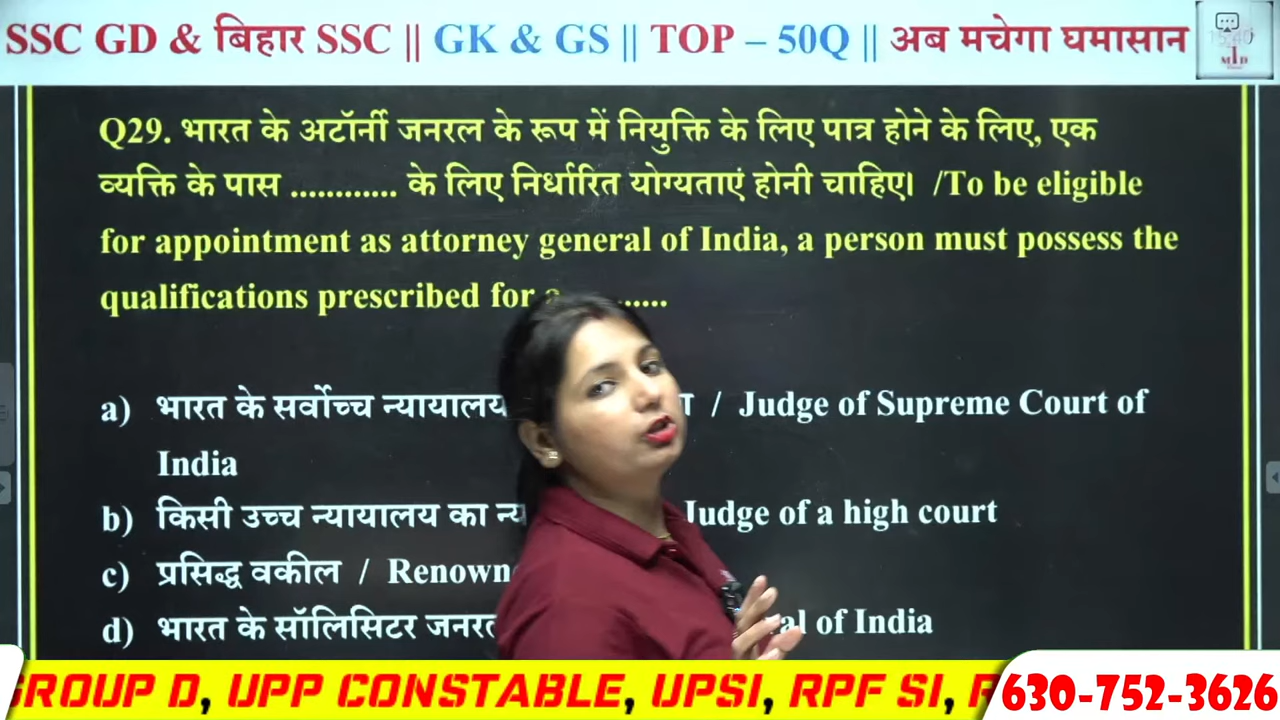 SSC GD & बिहार SSC || GK & GS || TOP – 50Q || अब मचेगा घमासान
Q29. भारत के अटॉर्नी जनरल के रूप में नियुक्ति के लिए पात्र होने के लिए, एक
व्यक्ति के पास ............ के लिए निर्धारित योग्यताएं होनी चाहिए। /To be eligible
for appointment as attorney general of India, a person must possess the
qualifications prescribed for a ......
a) भारत के सर्वोच्च न्यायालय / Judge of Supreme Court of
India
b) किसी उच्च न्यायालय का Judge of a high court
c) प्रसिद्ध वकील /
d) भारत के सॉलिसिटर of India
GROUP D, UPP CONSTABLE, UPSI, RPF SI,
630-752-3626